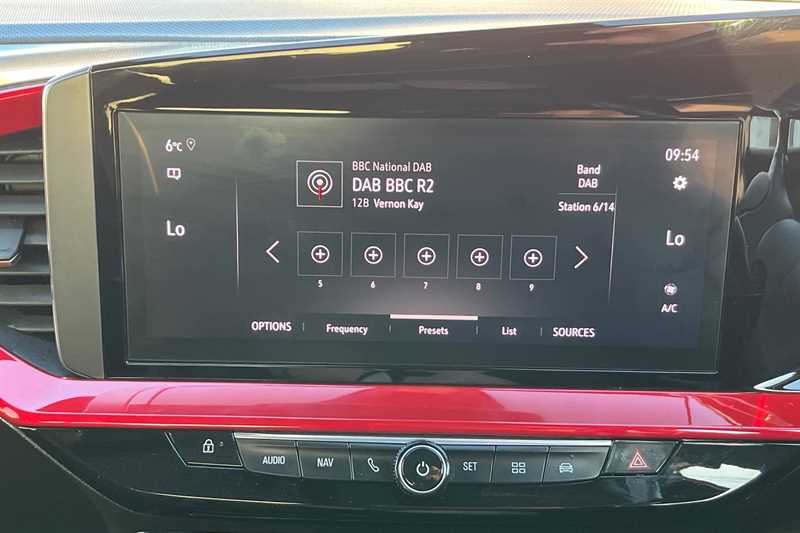 6°C
09:54
BBC National DAB
DAB BBC R2
12B Vernon Kay
Band
DAB
Station 6/14
Lo
Lo
5 6 7 8 9
A/C
OPTIONS Frequency Presets List SOURCES
AUDIO NAV SET